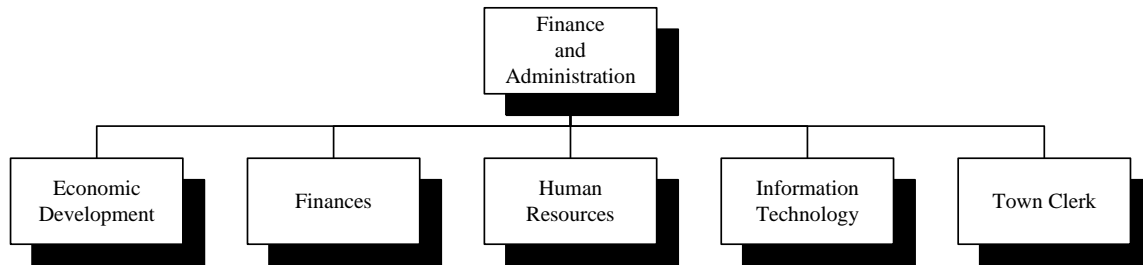 Finance
and
Administration
Economic
Development
Finances
Human
Resources
Information
Technology
Town Clerk